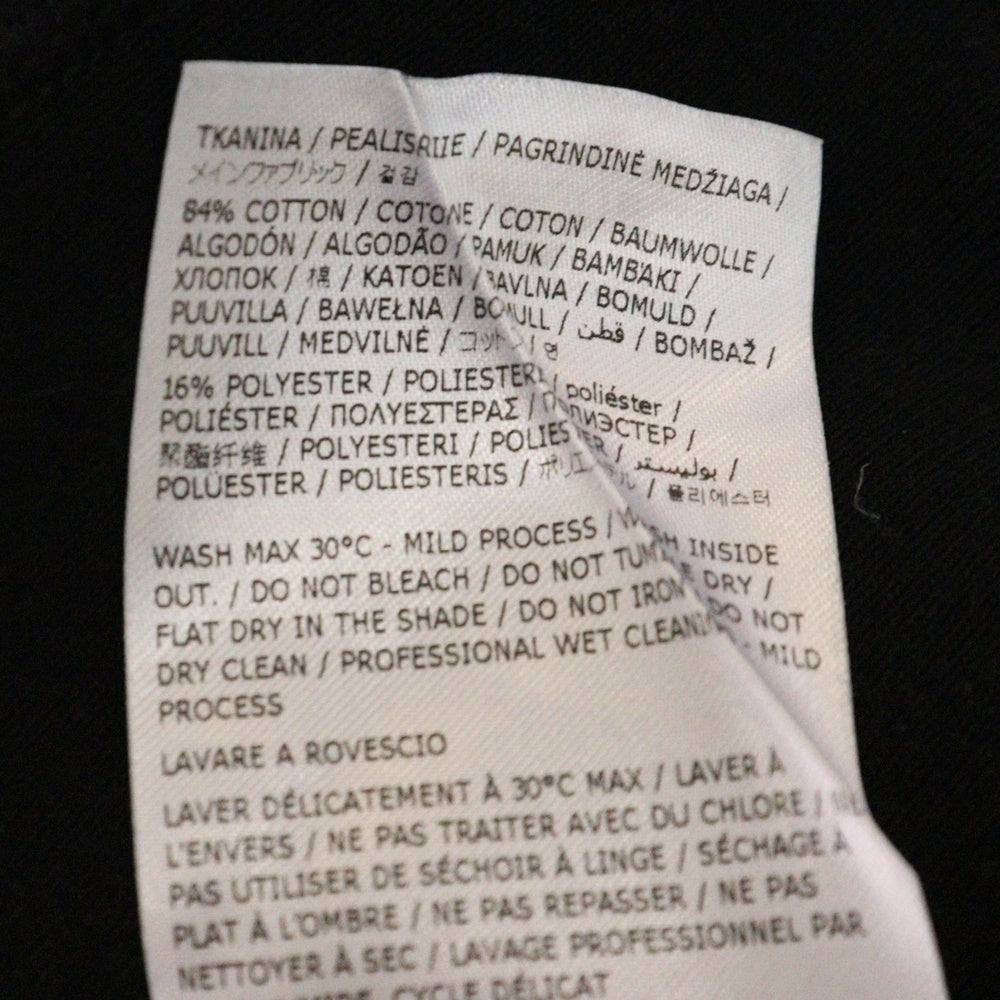 TKANINA / PEALISRIIE / PAGRINDINĖ MEDŽIAGA /
メインファブリック / 겉감
84% COTTON / COTONE / COTON / BAUMWOLLE /
ALGODÓN / ALGODÃO / PAMUK / BAMBAKI /
ХЛОПОК / 棉 / KATOEN / BAVLNA / BOMULD /
PUUVILLA / BAWEŁNA / BOMULL / قطن / BOMBAŽ /
PUUVILL / MEDVILNĖ / コットン / 면
16% POLYESTER / POLIESTERE / poliéster /
POLIÉSTER / ΠΟΛΥΕΣΤΕΡΑΣ / ПОЛИЭСТЕР /
聚酯纤维 / POLYESTERI / POLIESTER / بوليستر /
POLÜESTER / POLIESTERIS / ポリエステル / 폴리에스터
WASH MAX 30°C - MILD PROCESS / WASH INSIDE
OUT. / DO NOT BLEACH / DO NOT TUMBLE DRY /
FLAT DRY IN THE SHADE / DO NOT IRON / DO NOT
DRY CLEAN / PROFESSIONAL WET CLEANING - MILD
PROCESS
LAVARE A ROVESCIO
LAVER DÉLICATEMENT À 30°C MAX / LAVER À
L'ENVERS / NE PAS TRAITER AVEC DU CHLORE / NE
PAS UTILISER DE SÉCHOIR À LINGE / SÉCHAGE À
PLAT À L'OMBRE / NE PAS REPASSER / NE PAS
NETTOYER À SEC / LAVAGE PROFESSIONNEL PAR
CYCLE DÉLICAT